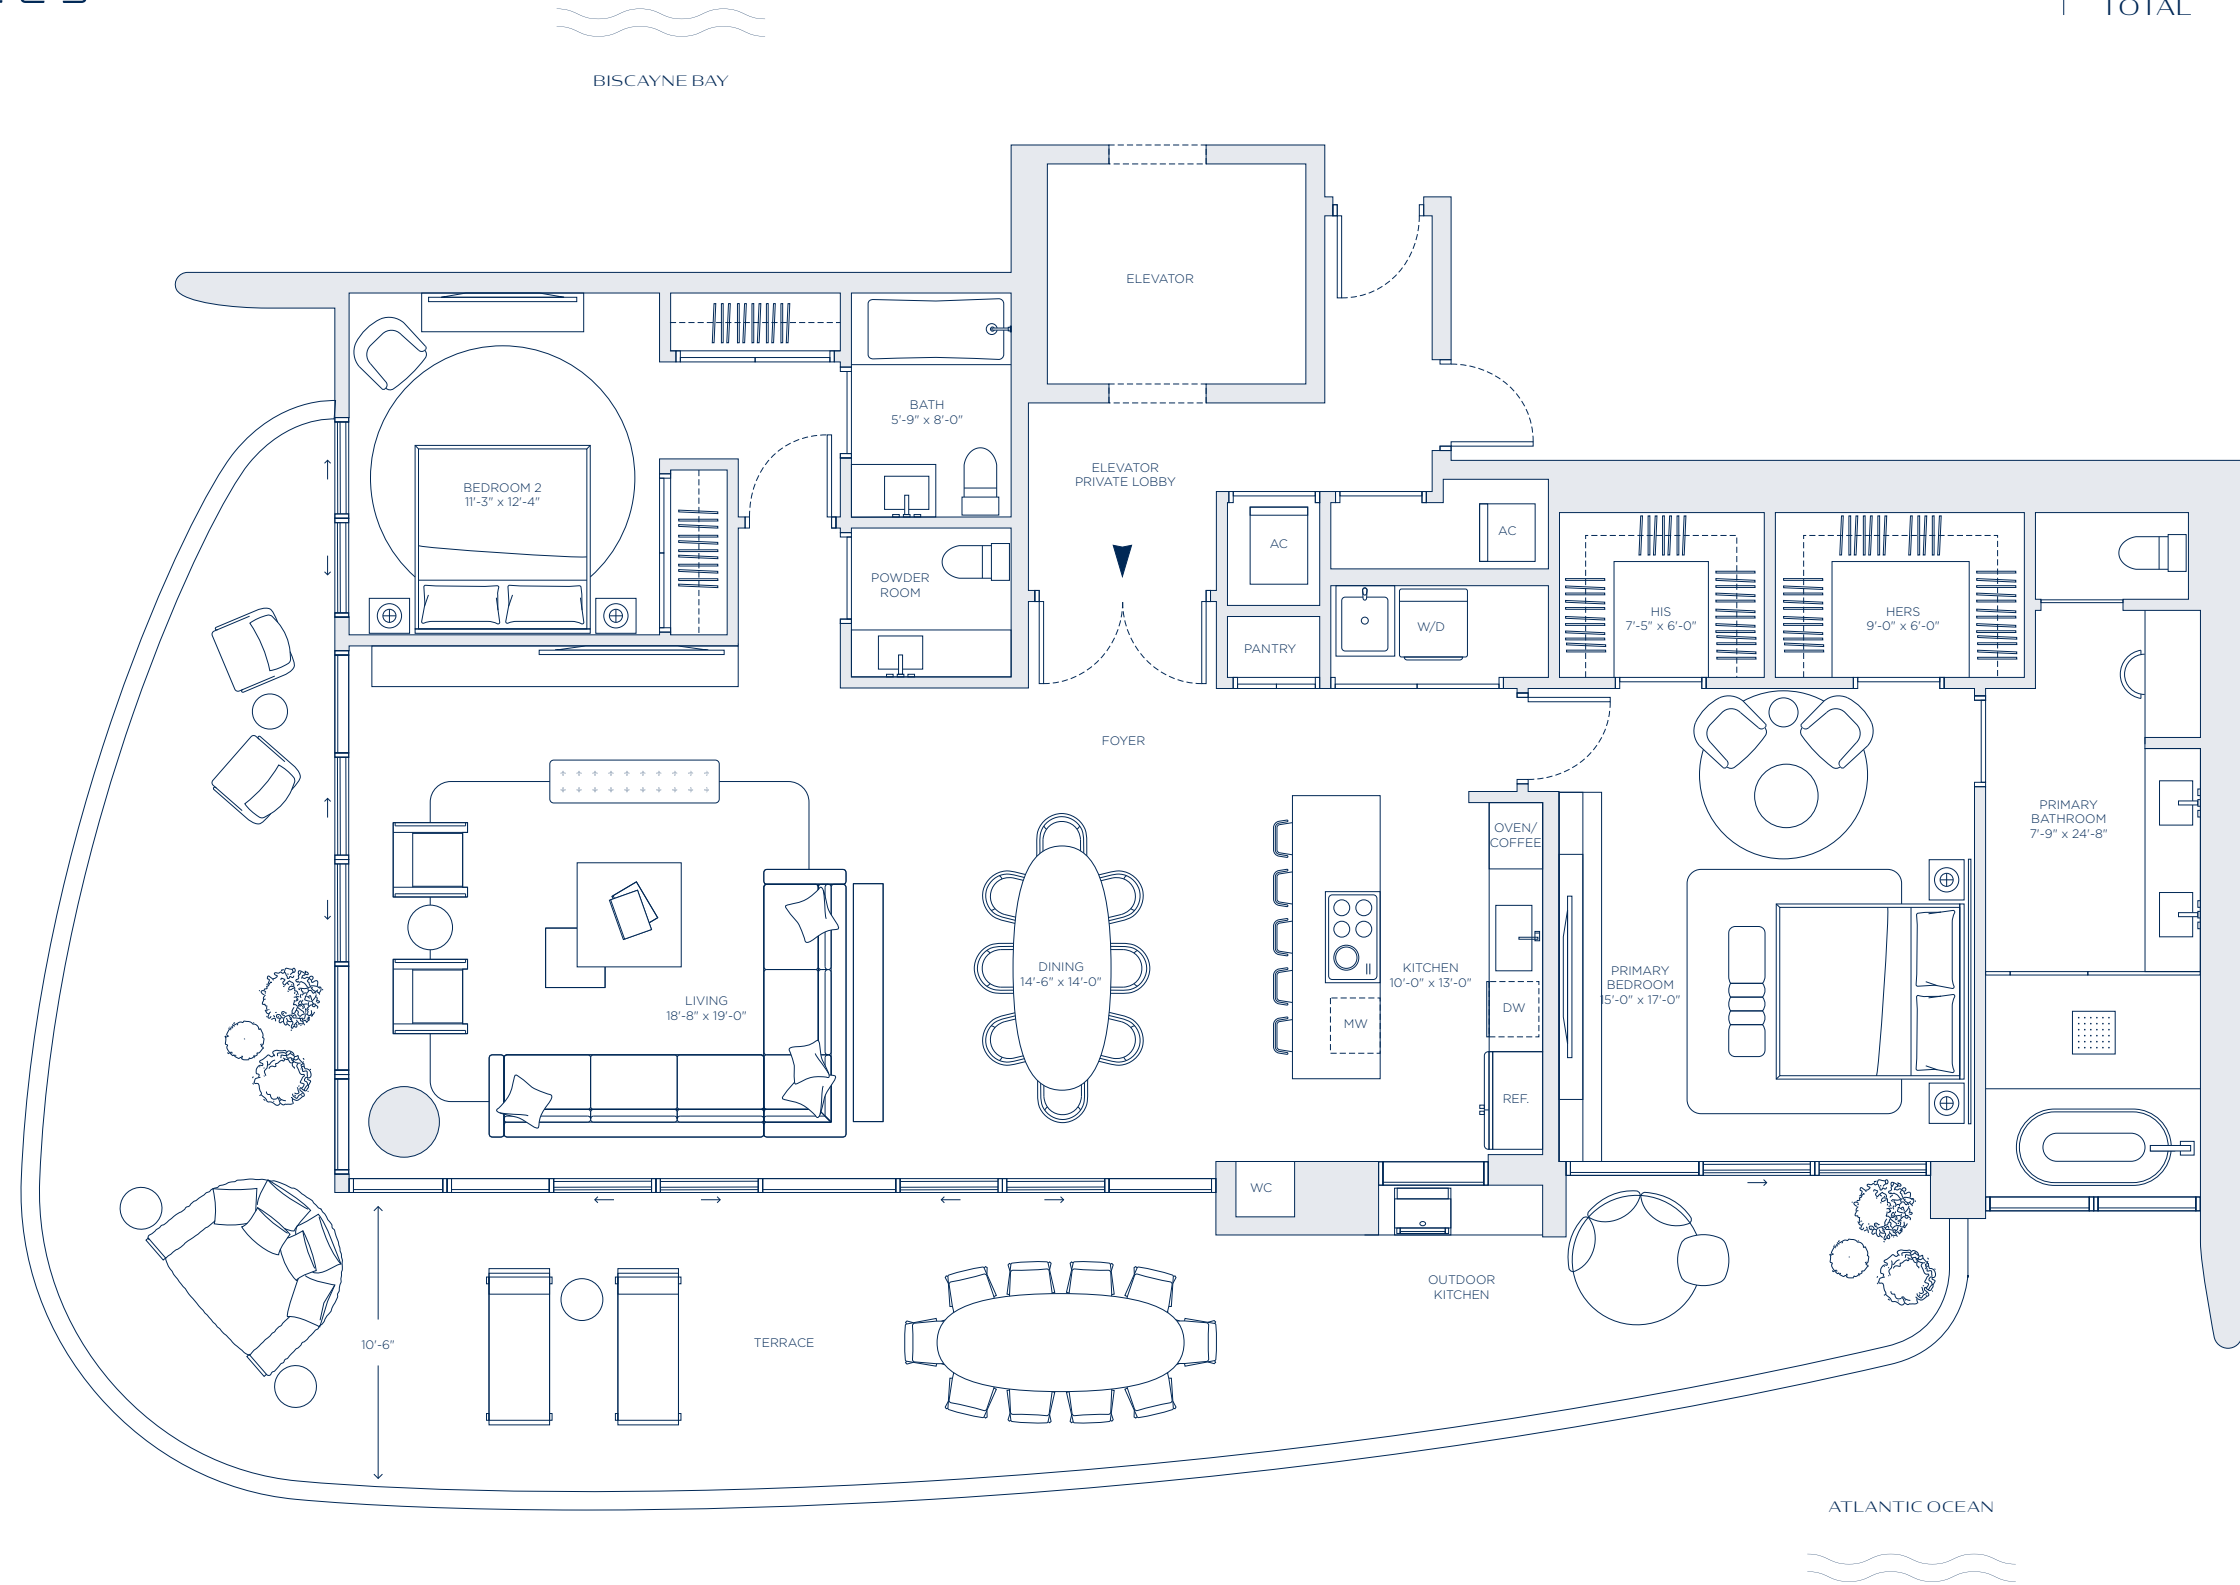 TOTAL
BISCAYNE BAY
ELEVATOR
BATH
5'-9" x 8'-0"
ELEVATOR
PRIVATE LOBBY
BEDROOM 2
11'-3" x 12'-4"
AC
AC
POWDER
ROOM
HIS
7'-5" x 6'-0"
HERS
9'-0" x 6'-0"
W/D
PANTRY
FOYER
OVEN/
COFFEE
PRIMARY
BATHROOM
7'-9" x 24'-8"
LIVING
18'-8" x 19'-0"
DINING
14'-6" x 14'-0"
KITCHEN
10'-0" x 13'-0"
PRIMARY
BEDROOM
15'-0" x 17'-0"
DW
MW
REF.
WC
OUTDOOR
KITCHEN
TERRACE
10'-6"
ATLANTIC OCEAN